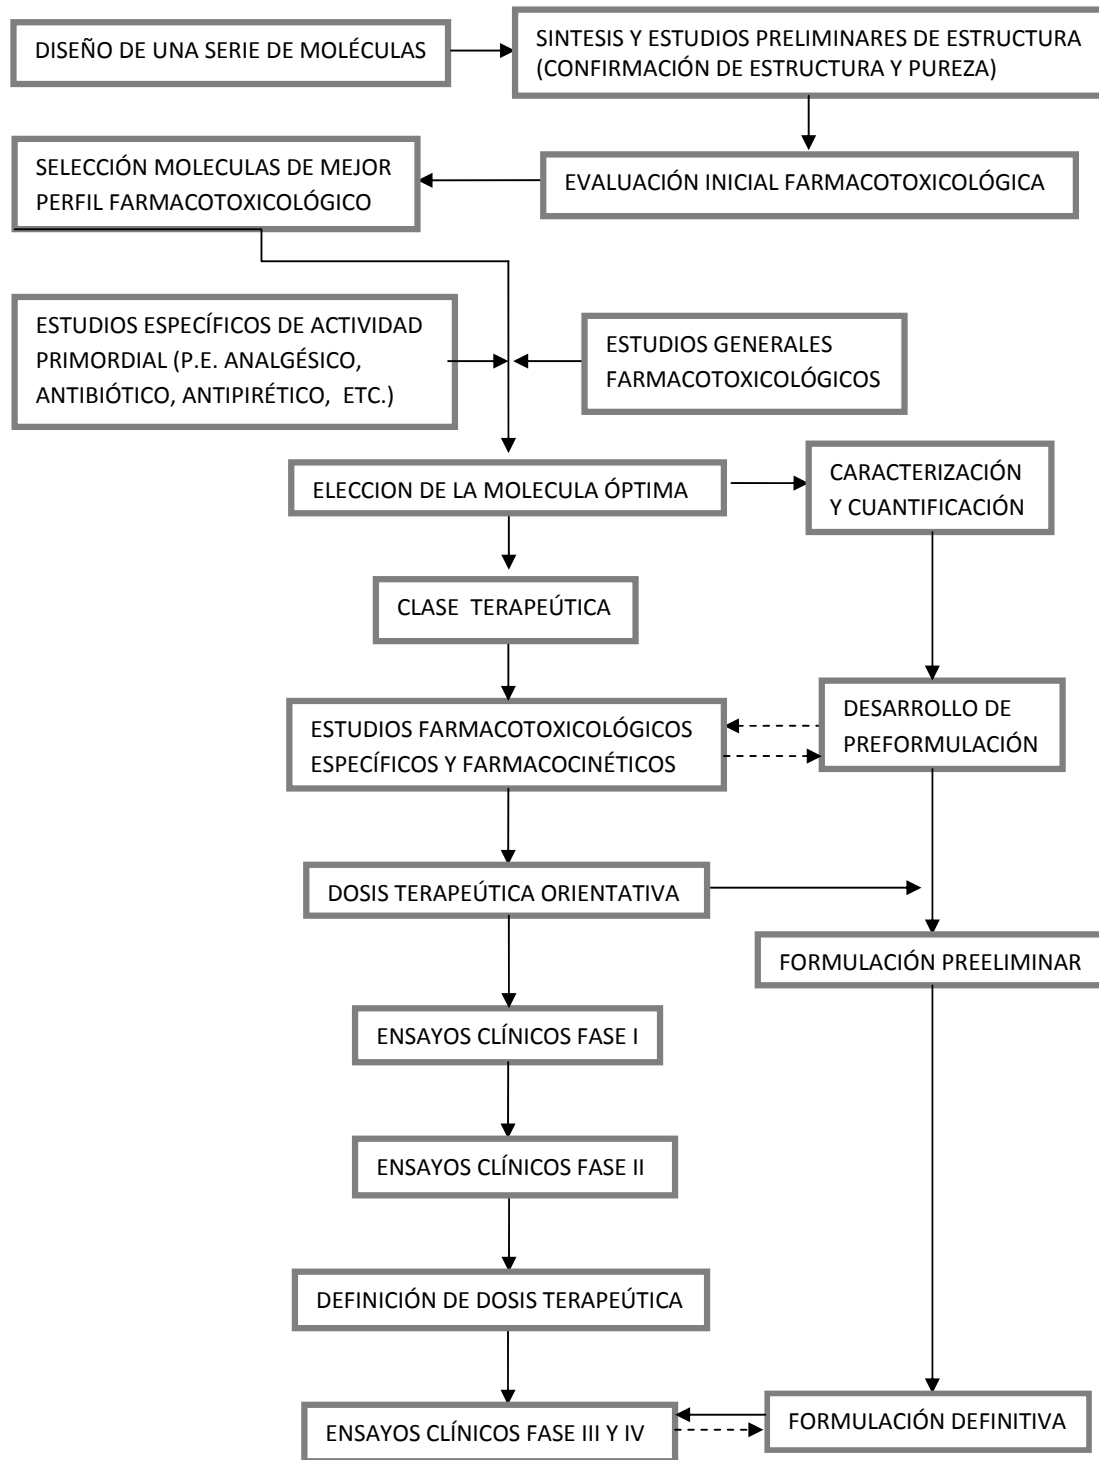 DISEÑO DE UNA SERIE DE MOLÉCULAS
SINTESIS Y ESTUDIOS PRELIMINARES DE ESTRUCTURA
(CONFIRMACIÓN DE ESTRUCTURA Y PUREZA)
SELECCIÓN MOLECULAS DE MEJOR
PERFIL FARMACOTOXICOLÓGICO
EVALUACIÓN INICIAL FARMACOTOXICOLÓGICA
ESTUDIOS ESPECÍFICOS DE ACTIVIDAD
PRIMORDIAL (P.E. ANALGÉSICO,
ANTIBIÓTICO, ANTIPIRÉTICO, ETC.)
ESTUDIOS GENERALES
FARMACOTOXICOLÓGICOS
ELECCION DE LA MOLECULA ÓPTIMA
CARACTERIZACIÓN
Y CUANTIFICACIÓN
CLASE TERAPEÚTICA
ESTUDIOS FARMACOTOXICOLÓGICOS
ESPECÍFICOS Y FARMACOCINÉTICOS
DESARROLLO DE
PREFORMULACIÓN
DOSIS TERAPEÚTICA ORIENTATIVA
FORMULACIÓN PREELIMINAR
ENSAYOS CLÍNICOS FASE I
ENSAYOS CLÍNICOS FASE II
DEFINICIÓN DE DOSIS TERAPEÚTICA
ENSAYOS CLÍNICOS FASE III Y IV
FORMULACIÓN DEFINITIVA